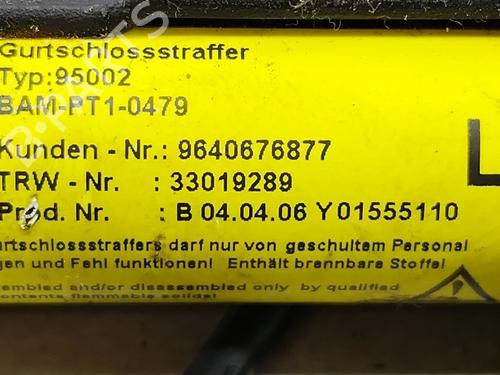 Gurtschlossstraffer
Typ:95002
BAM-PT1-0479
Kunden - Nr.: 9640676877
TRW - Nr. : 33019289
Prod. Nr. : B 04.04.06 Y01555110
L
urtschlossstraffers darf nur von geschultem Personal
gen und Fehl funktionen! Enthält brennbare Stoffe!
embled and/or disassembled only by qualified
contents flammable solids!